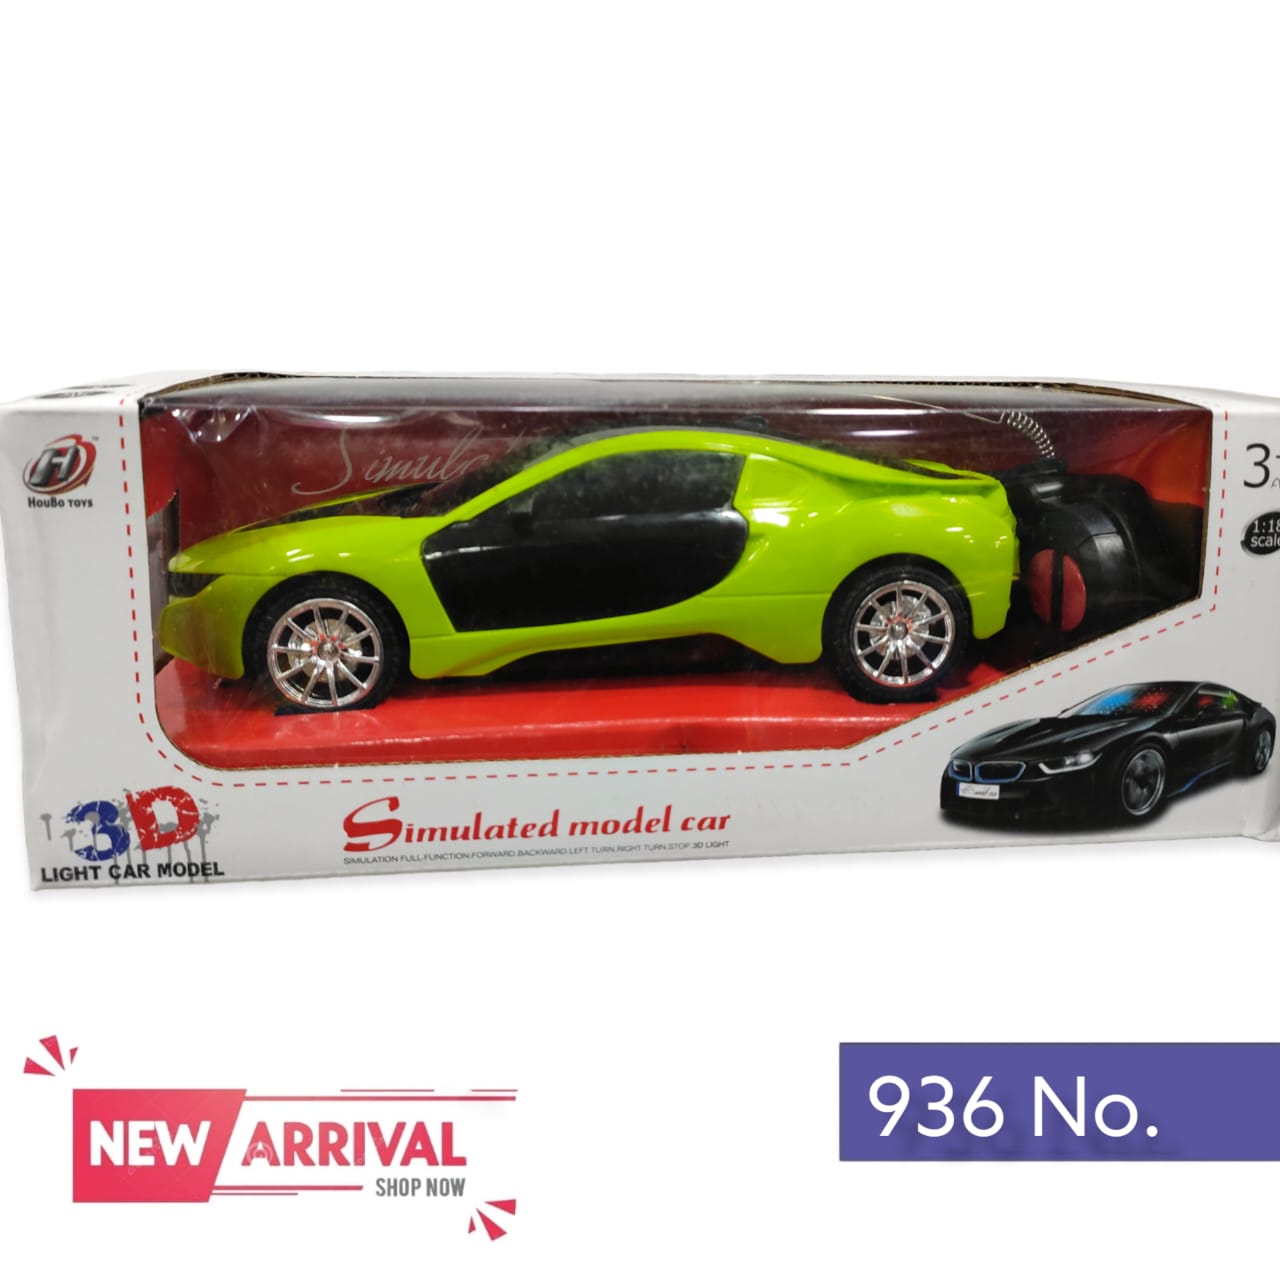 HouBo TOYS
Simula
3+
1:18
scale
3D
LIGHT CAR MODEL
Simulated model car
SIMULATION FULL FUNCTION:FORWARD.BACKWARD.LEFT TURN.RIGHT TURN.STOP.3D LIGHT
NEW ARRIVAL
SHOP NOW
936 No.